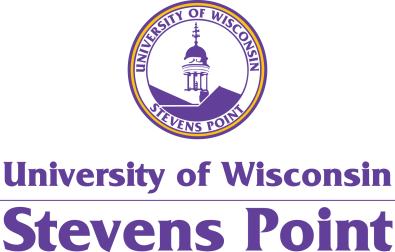 UNIVERSITY OF WISCONSIN
STEVENS POINT
University of Wisconsin
Stevens Point